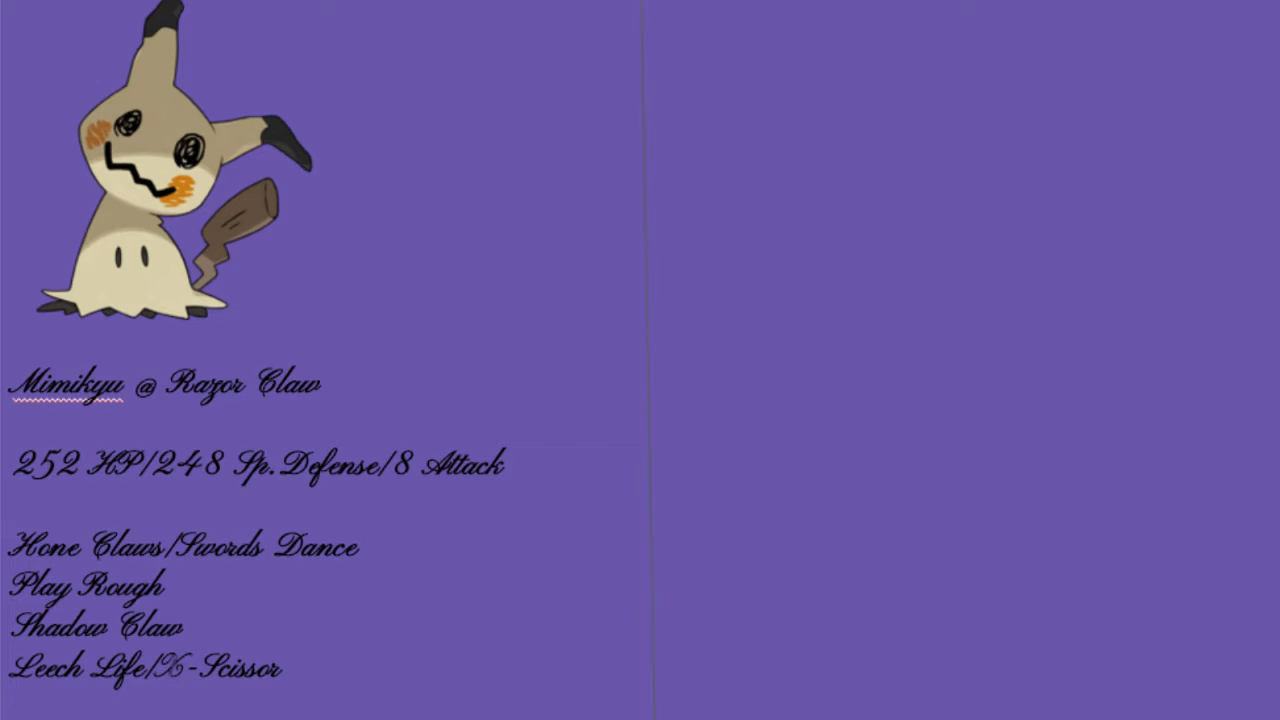 Mimikyu @ Razor Claw
252 HP/248 Sp.Defense/8 Attack
Hone Claws/Swords Dance
Play Rough
Shadow Claw
Leech Life/X-Scissor